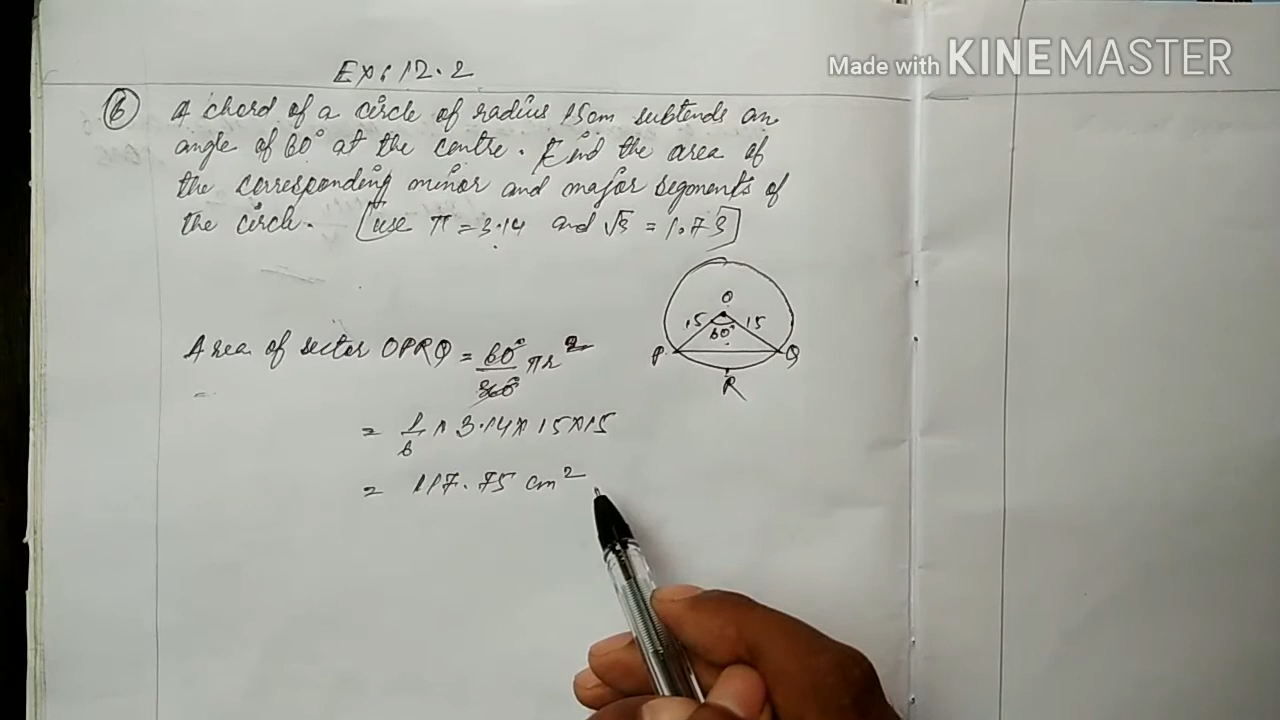 Made with KINEMASTER
Ex: 12.2
6 A chord of a circle of radius 15cm subtends an
angle of 60° at the centre. Find the area of
the corresponding minor and major segments of
the circle. [use π = 3.14 and √3 = 1.73]
O
15 60° 15
P Q
R
Area of sector OPRQ = 60°/360° πr²
= 1/6 × 3.14 × 15 × 15
= 117.75 cm²